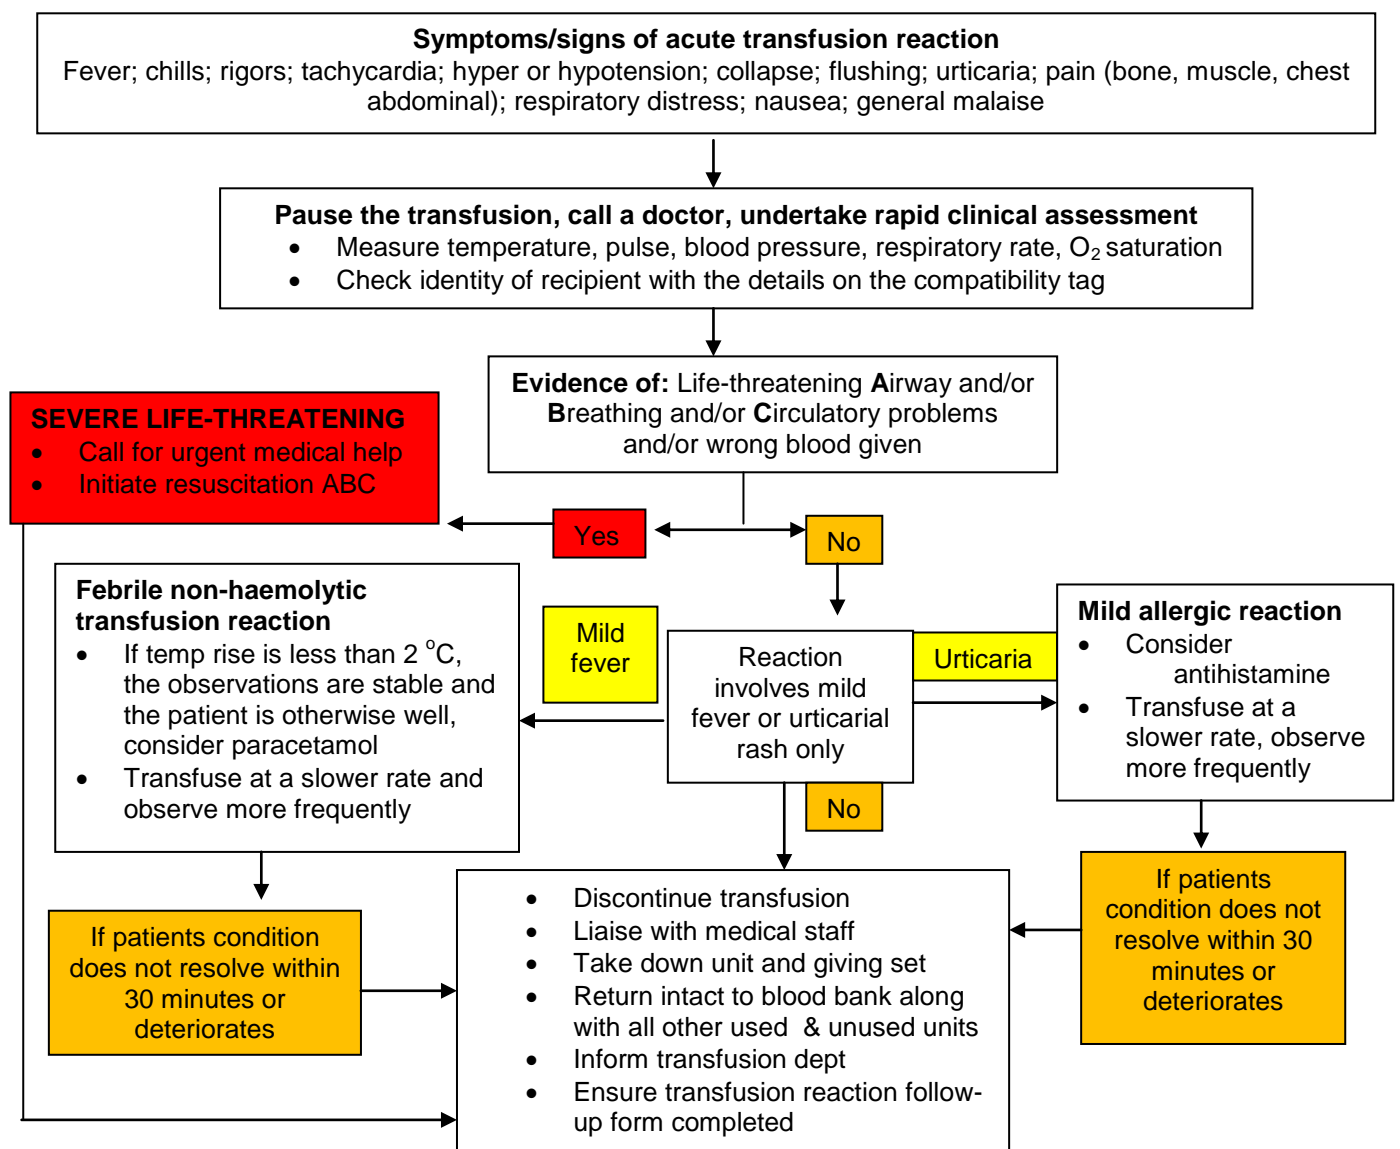 Symptoms/signs of acute transfusion reaction
Fever; chills; rigors; tachycardia; hyper or hypotension; collapse; flushing; urticaria; pain (bone, muscle, chest
abdominal); respiratory distress; nausea; general malaise
Pause the transfusion, call a doctor, undertake rapid clinical assessment
• Measure temperature, pulse, blood pressure, respiratory rate, O₂ saturation
• Check identity of recipient with the details on the compatibility tag
Evidence of: Life-threatening Airway and/or
Breathing and/or Circulatory problems
and/or wrong blood given
SEVERE LIFE-THREATENING
• Call for urgent medical help
• Initiate resuscitation ABC
Yes
No
Febrile non-haemolytic
transfusion reaction
• If temp rise is less than 2 °C,
the observations are stable and
the patient is otherwise well,
consider paracetamol
• Transfuse at a slower rate and
observe more frequently
Mild
fever
Reaction
involves mild
fever or urticarial
rash only
Urticaria
Mild allergic reaction
• Consider
antihistamine
• Transfuse at a
slower rate, observe
more frequently
No
If patients condition
does not resolve within
30 minutes or
deteriorates
• Discontinue transfusion
• Liaise with medical staff
• Take down unit and giving set
• Return intact to blood bank along
with all other used & unused units
• Inform transfusion dept
• Ensure transfusion reaction follow-
up form completed
If patients
condition does not
resolve within 30
minutes or
deteriorates